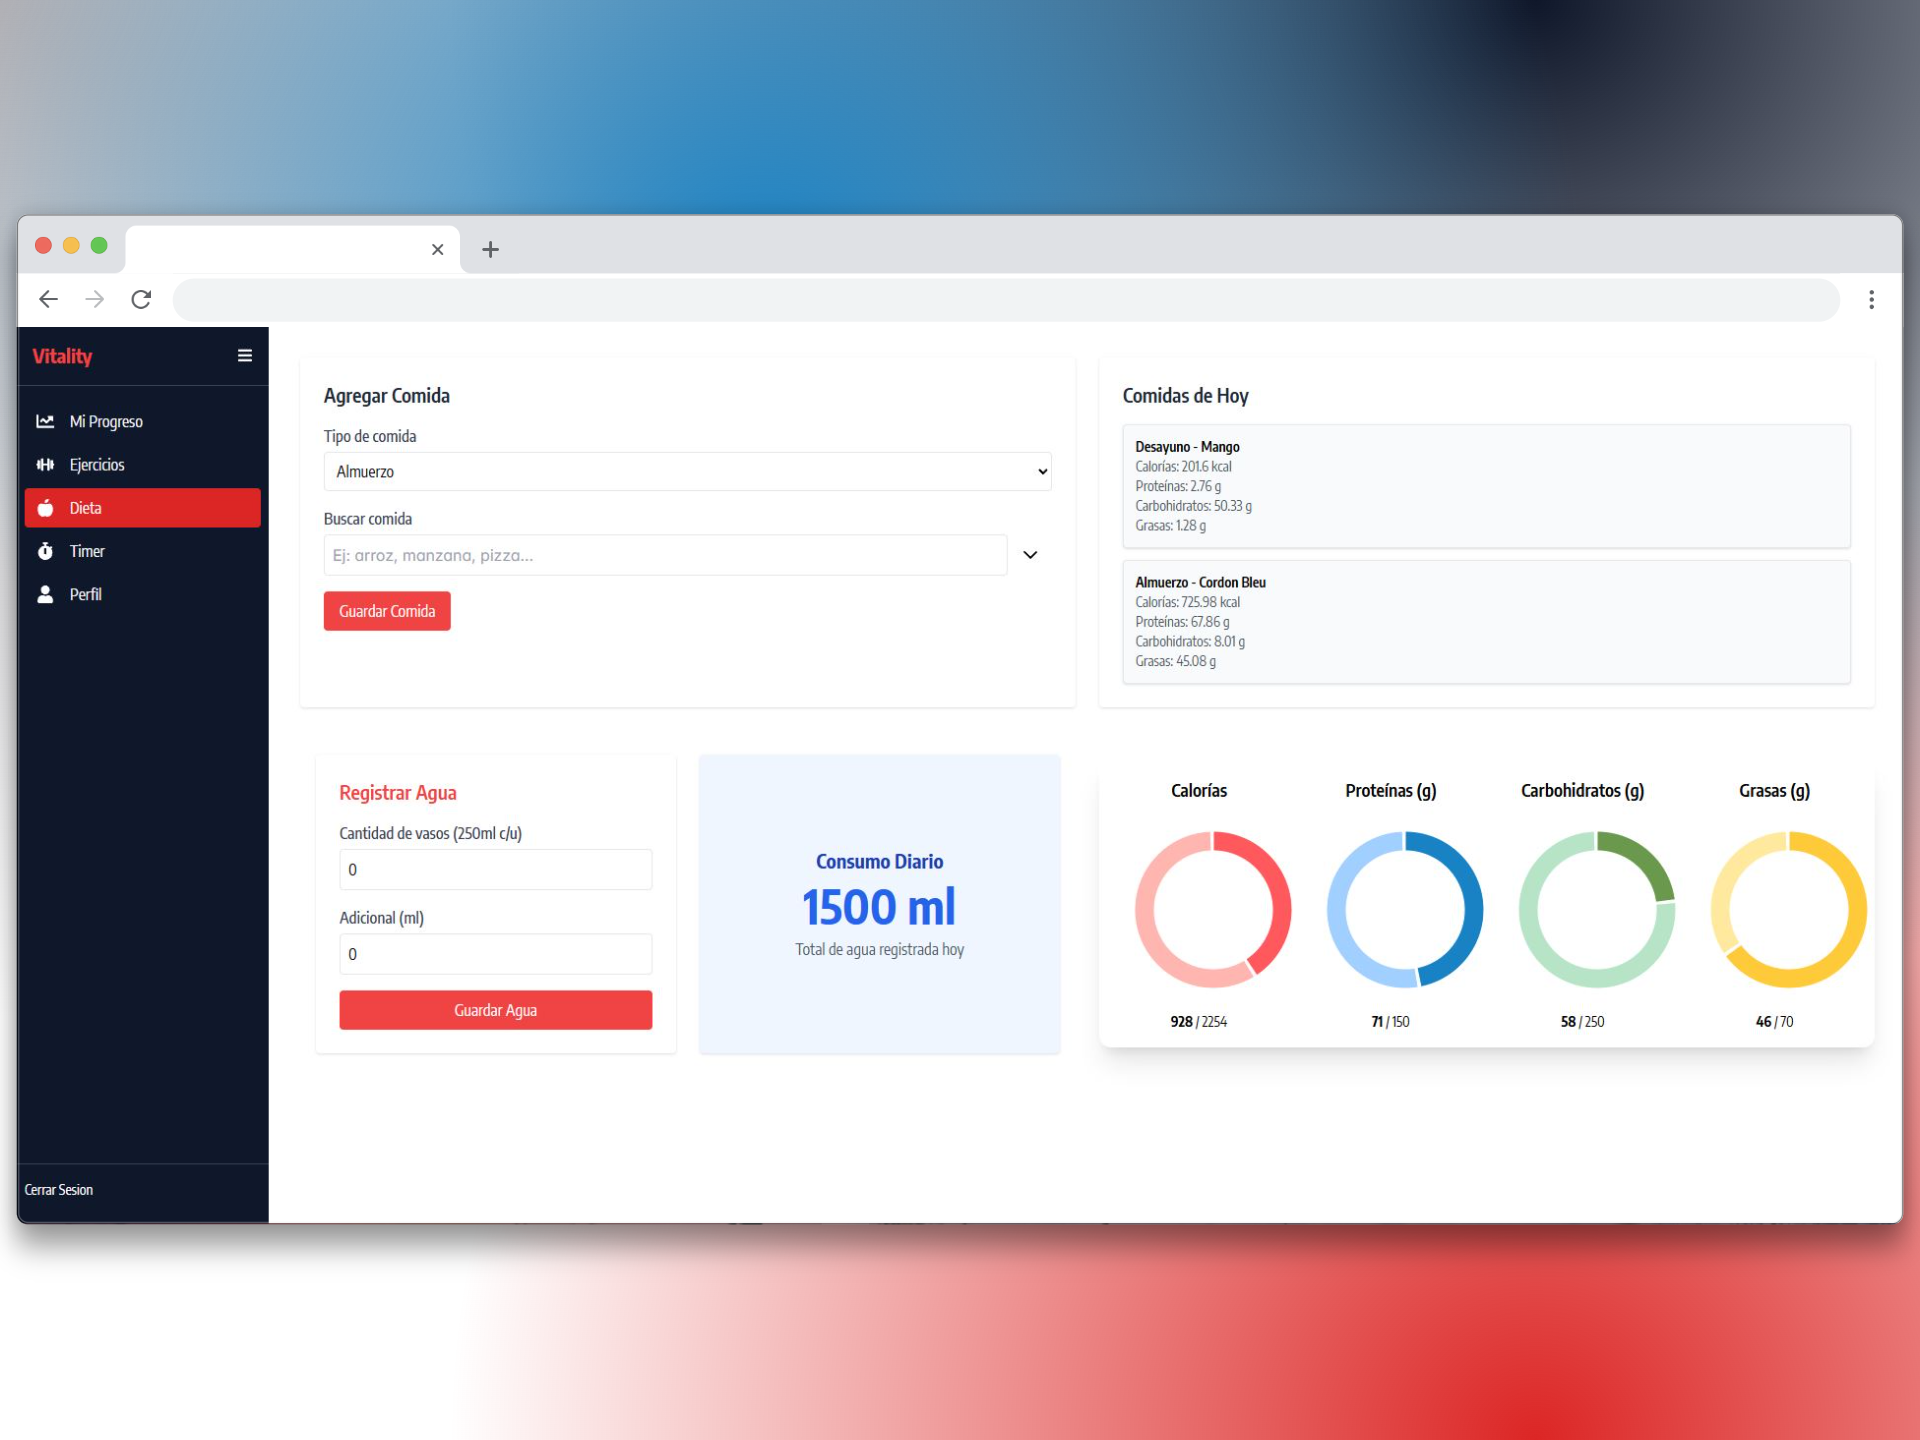 Vitality
Mi Progreso
Ejercicios
Dieta
Timer
Perfil
Cerrar Sesion
Agregar Comida
Tipo de comida
Almuerzo
Buscar comida
Ej: arroz, manzana, pizza...
Guardar Comida
Comidas de Hoy
Desayuno - Mango
Calorías: 201.6 kcal
Proteínas: 2.76 g
Carbohidratos: 50.33 g
Grasas: 1.28 g
Almuerzo - Cordon Bleu
Calorías: 725.98 kcal
Proteínas: 67.86 g
Carbohidratos: 8.01 g
Grasas: 45.08 g
Registrar Agua
Cantidad de vasos (250ml c/u)
0
Adicional (ml)
0
Guardar Agua
Consumo Diario
1500 ml
Total de agua registrada hoy
Calorías
928 / 2254
Proteínas (g)
71 / 150
Carbohidratos (g)
58 / 250
Grasas (g)
46 / 70